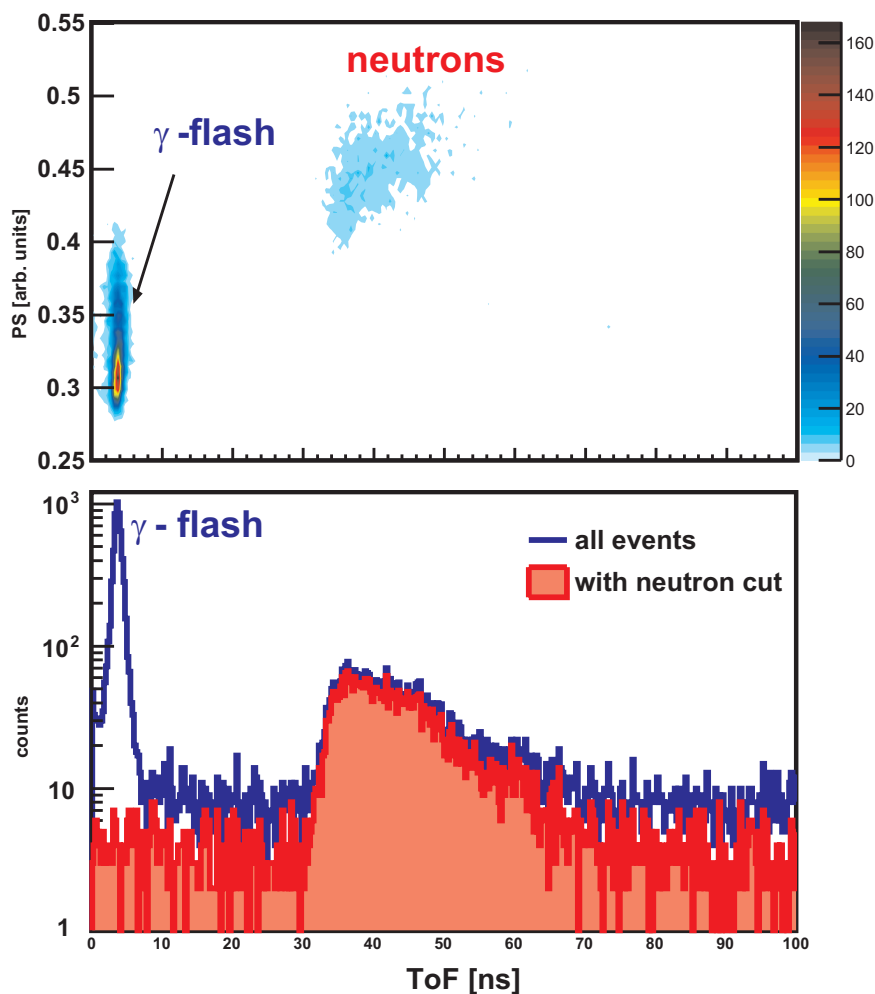 0.55
0.5
0.45
0.4
0.35
0.3
0.25
PS [arb. units]
neutrons
γ -flash
160
140
120
100
80
60
40
20
0
10³
10²
10
1
counts
γ - flash
all events
with neutron cut
0 10 20 30 40 50 60 70 80 90 100
ToF [ns]